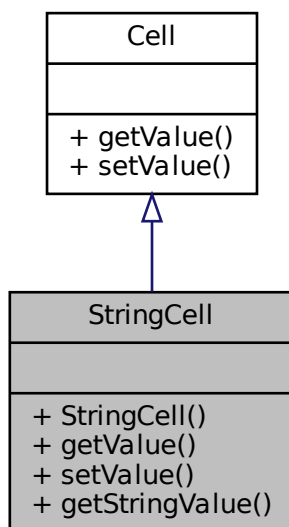 Cell
+ getValue()
+ setValue()
StringCell
+ StringCell()
+ getValue()
+ setValue()
+ getStringValue()